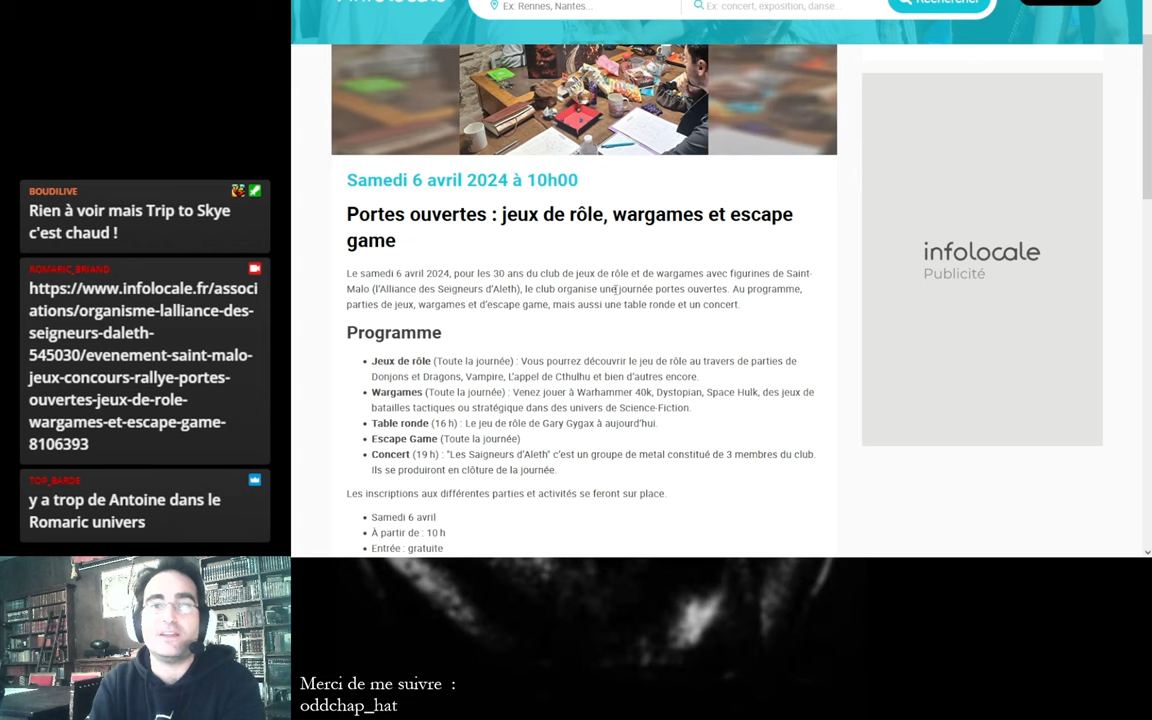 infolocale
Ex: Rennes, Nantes...
Ex: concert, exposition, danse...
Rechercher
Samedi 6 avril 2024 à 10h00
Portes ouvertes : jeux de rôle, wargames et escape
game
Le samedi 6 avril 2024, pour les 30 ans du club de jeux de rôle et de wargames avec figurines de Saint-
Malo (l'Alliance des Seigneurs d'Aleth), le club organise une journée portes ouvertes. Au programme,
parties de jeux, wargames et d'escape game, mais aussi une table ronde et un concert.
Programme
• Jeux de rôle (Toute la journée) : Vous pourrez découvrir le jeu de rôle au travers de parties de
Donjons et Dragons, Vampire, L'appel de Cthulhu et bien d'autres encore.
• Wargames (Toute la journée) : Venez jouer à Warhammer 40k, Dystopian, Space Hulk, des jeux de
batailles tactiques ou stratégique dans des univers de Science-Fiction.
• Table ronde (16 h) : Le jeu de rôle de Gary Gygax à aujourd'hui.
• Escape Game (Toute la journée)
• Concert (19 h) : "Les Saigneurs d'Aleth" c'est un groupe de metal constitué de 3 membres du club.
Ils se produiront en clôture de la journée.
Les inscriptions aux différentes parties et activités se feront sur place.
• Samedi 6 avril
• À partir de : 10 h
• Entrée : gratuite
infolocale
Publicité
BOUDILIVE
Rien à voir mais Trip to Skye
c'est chaud !
ROMARIC_BRIAND
https://www.infolocale.fr/associ
ations/organisme-lalliance-des-
seigneurs-daleth-
545030/evenement-saint-malo-
jeux-concours-rallye-portes-
ouvertes-jeux-de-role-
wargames-et-escape-game-
8106393
TOP_BARDE
y a trop de Antoine dans le
Romaric univers
Merci de me suivre :
oddchap_hat